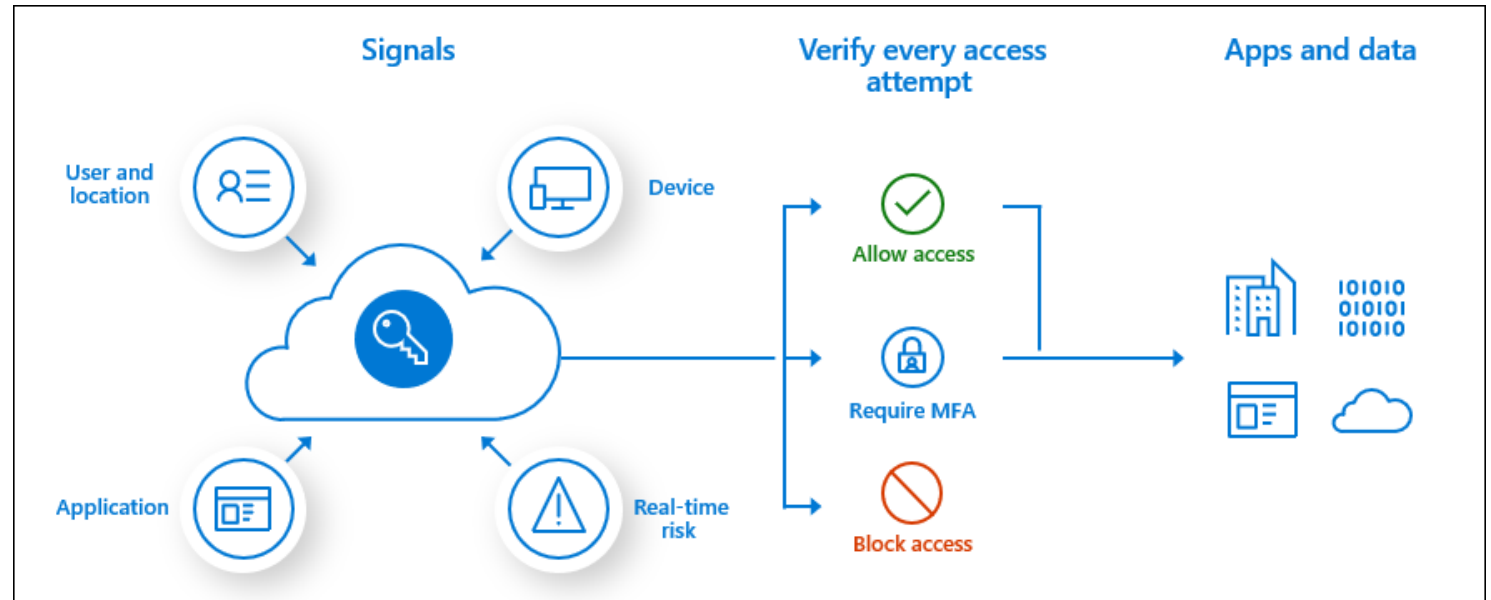 Signals
Verify every access
attempt
Apps and data
User and
location
Device
Allow access
101010
010101
101010
Require MFA
Application
Real-time
risk
Block access